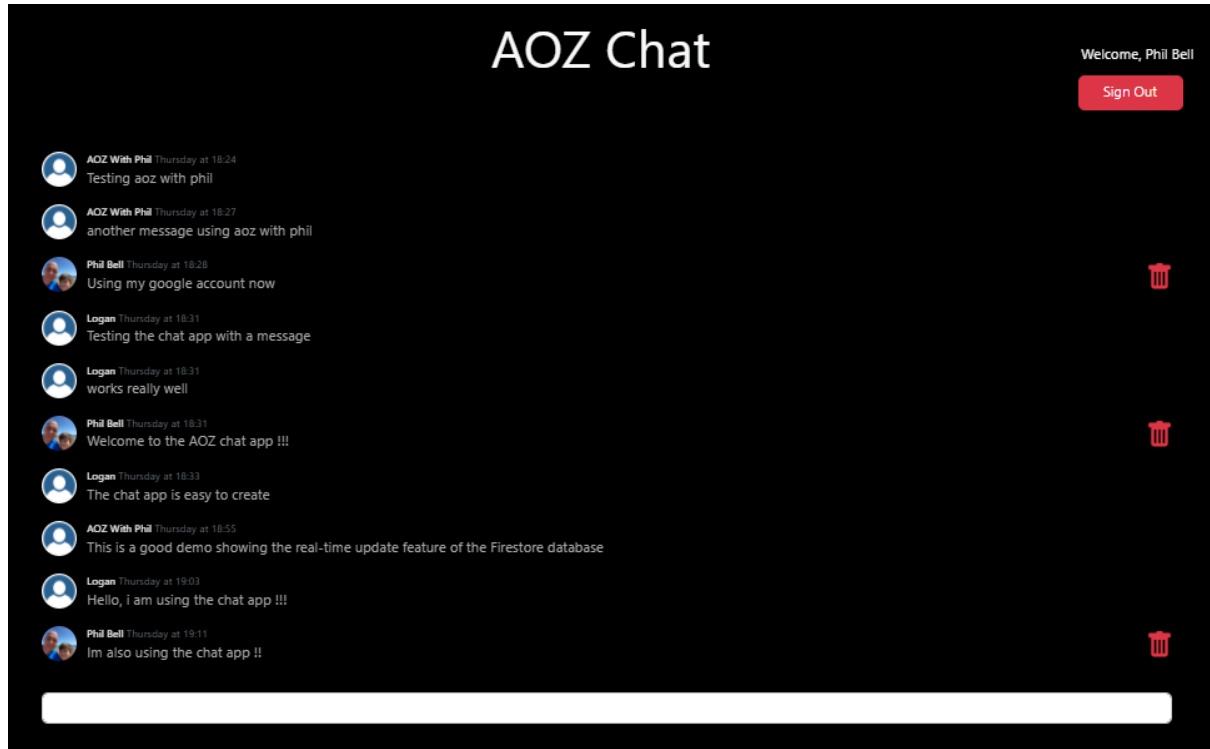 AOZ Chat
Welcome, Phil Bell
Sign Out
AOZ With Phil Thursday at 18:24
Testing aoz with phil
AOZ With Phil Thursday at 18:27
another message using aoz with phil
Phil Bell Thursday at 18:28
Using my google account now
Logan Thursday at 18:31
Testing the chat app with a message
Logan Thursday at 18:31
works really well
Phil Bell Thursday at 18:31
Welcome to the AOZ chat app !!!
Logan Thursday at 18:33
The chat app is easy to create
AOZ With Phil Thursday at 18:55
This is a good demo showing the real-time update feature of the Firestore database
Logan Thursday at 19:03
Hello, i am using the chat app !!!
Phil Bell Thursday at 19:11
Im also using the chat app !!